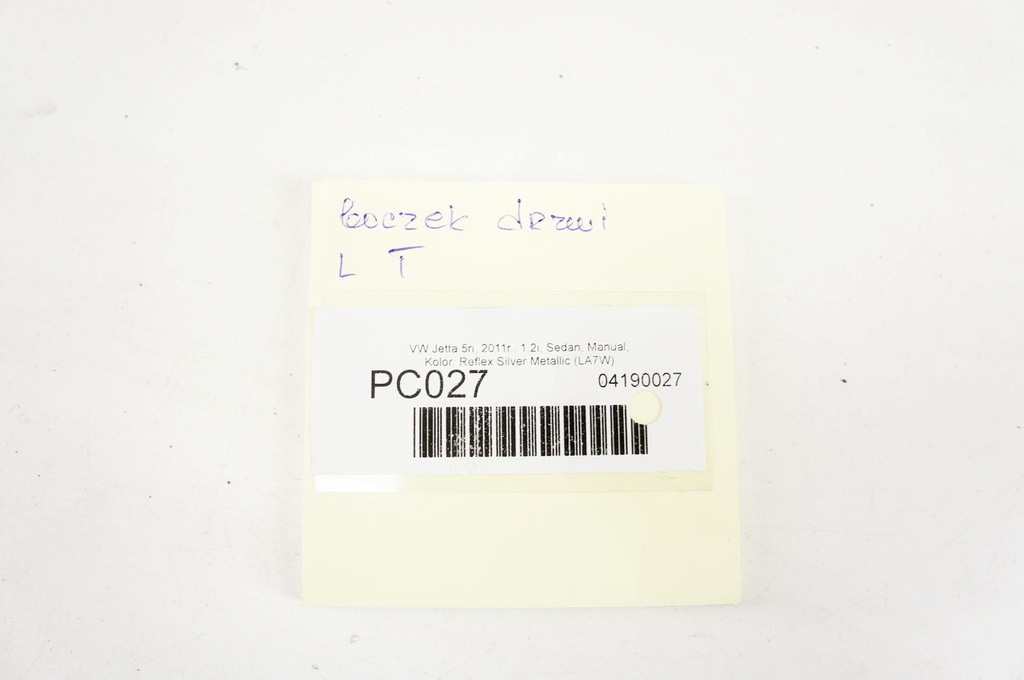 boczek drzwi
L T
VW Jetta 5n, 2011r., 1.2i, Sedan, Manual,
Kolor: Reflex Silver Metallic (LA7W)
PC027 04190027